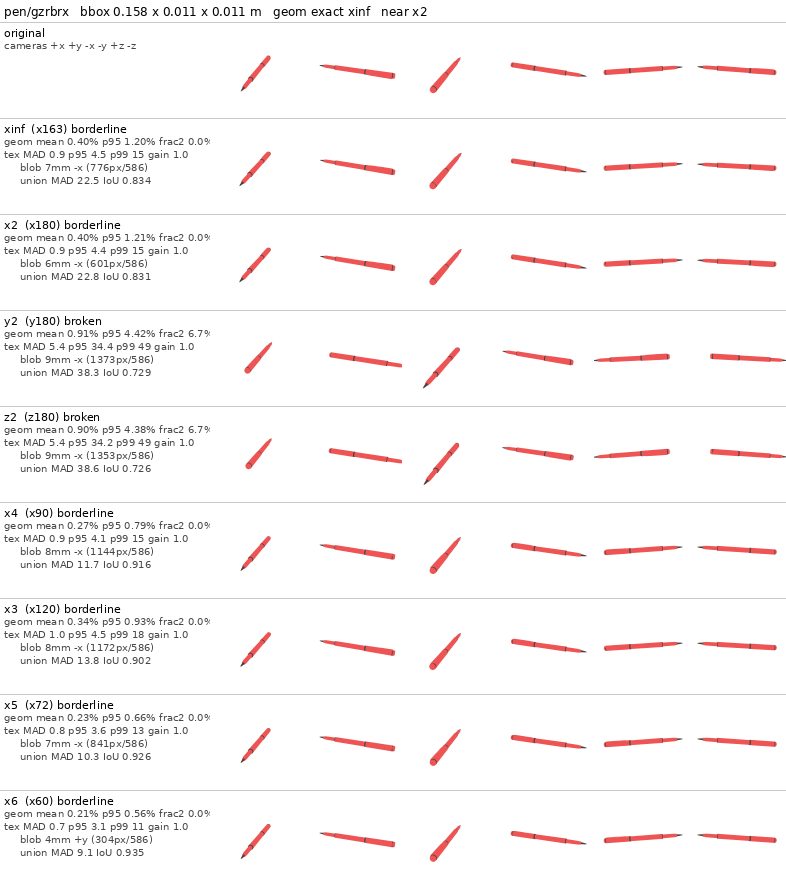 pen/gzrbrx bbox 0.158 x 0.011 x 0.011 m geom exact xinf near x2
original
cameras +x +y -x -y +z -z
xinf (x163) borderline
geom mean 0.40% p95 1.20% frac2 0.0%
tex MAD 0.9 p95 4.5 p99 15 gain 1.0
blob 7mm -x (776px/586)
union MAD 22.5 IoU 0.834
x2 (x180) borderline
geom mean 0.40% p95 1.21% frac2 0.0%
tex MAD 0.9 p95 4.4 p99 15 gain 1.0
blob 6mm -x (601px/586)
union MAD 22.8 IoU 0.831
y2 (y180) broken
geom mean 0.91% p95 4.42% frac2 6.7%
tex MAD 5.4 p95 34.4 p99 49 gain 1.0
blob 9mm -x (1373px/586)
union MAD 38.3 IoU 0.729
z2 (z180) broken
geom mean 0.90% p95 4.38% frac2 6.7%
tex MAD 5.4 p95 34.2 p99 49 gain 1.0
blob 9mm -x (1353px/586)
union MAD 38.6 IoU 0.726
x4 (x90) borderline
geom mean 0.27% p95 0.79% frac2 0.0%
tex MAD 0.9 p95 4.1 p99 15 gain 1.0
blob 8mm -x (1144px/586)
union MAD 11.7 IoU 0.916
x3 (x120) borderline
geom mean 0.34% p95 0.93% frac2 0.0%
tex MAD 1.0 p95 4.5 p99 18 gain 1.0
blob 8mm -x (1172px/586)
union MAD 13.8 IoU 0.902
x5 (x72) borderline
geom mean 0.23% p95 0.66% frac2 0.0%
tex MAD 0.8 p95 3.6 p99 13 gain 1.0
blob 7mm -x (841px/586)
union MAD 10.3 IoU 0.926
x6 (x60) borderline
geom mean 0.21% p95 0.56% frac2 0.0%
tex MAD 0.7 p95 3.1 p99 11 gain 1.0
blob 4mm +y (304px/586)
union MAD 9.1 IoU 0.935